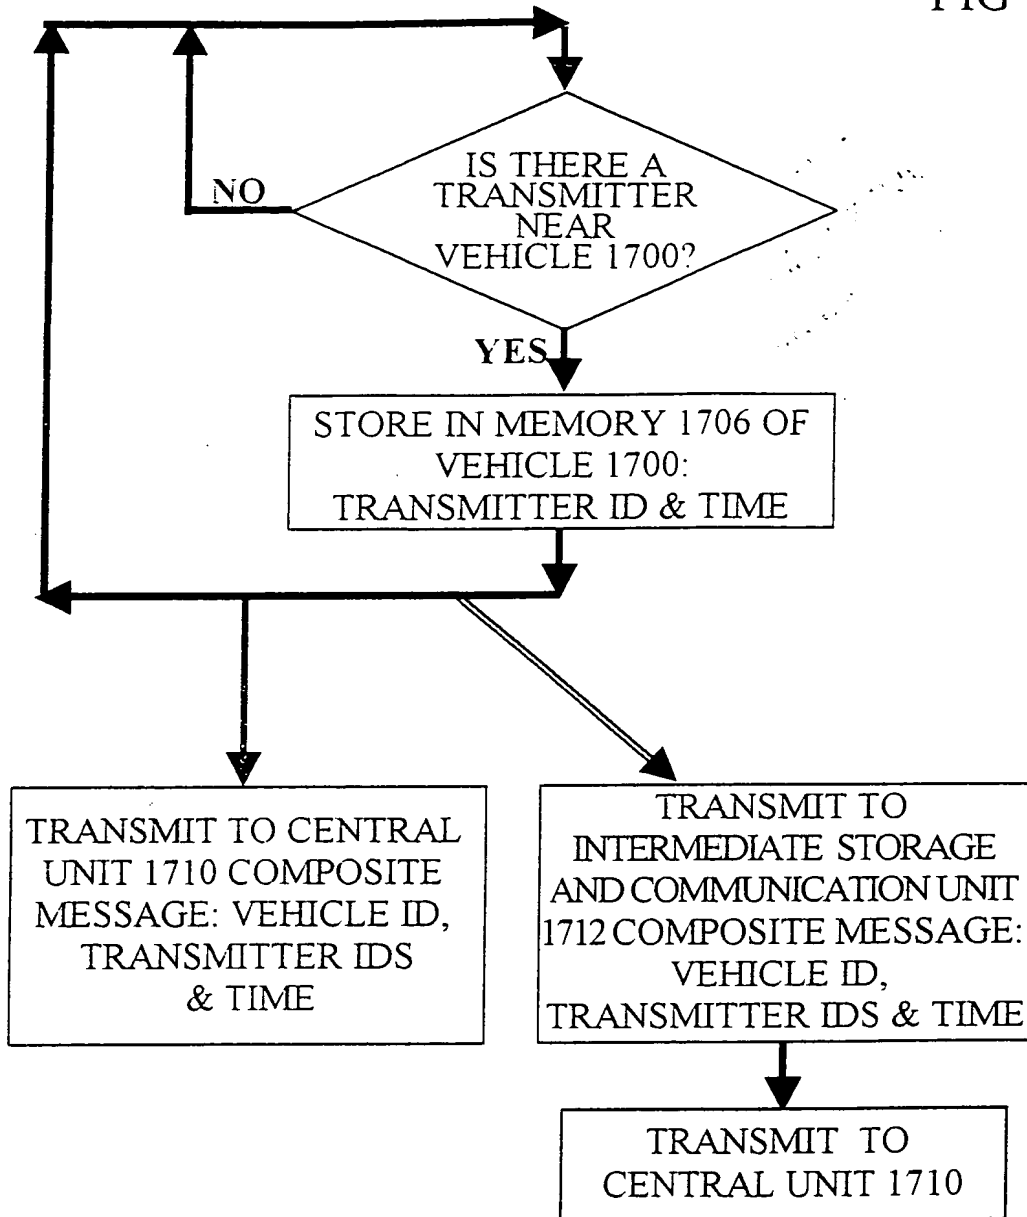 FIG
IS THERE A
TRANSMITTER
NEAR
VEHICLE 1700?
NO
YES
STORE IN MEMORY 1706 OF
VEHICLE 1700:
TRANSMITTER ID & TIME
TRANSMIT TO CENTRAL
UNIT 1710 COMPOSITE
MESSAGE: VEHICLE ID,
TRANSMITTER IDS
& TIME
TRANSMIT TO
INTERMEDIATE STORAGE
AND COMMUNICATION UNIT
1712 COMPOSITE MESSAGE:
VEHICLE ID,
TRANSMITTER IDS & TIME
TRANSMIT TO
CENTRAL UNIT 1710